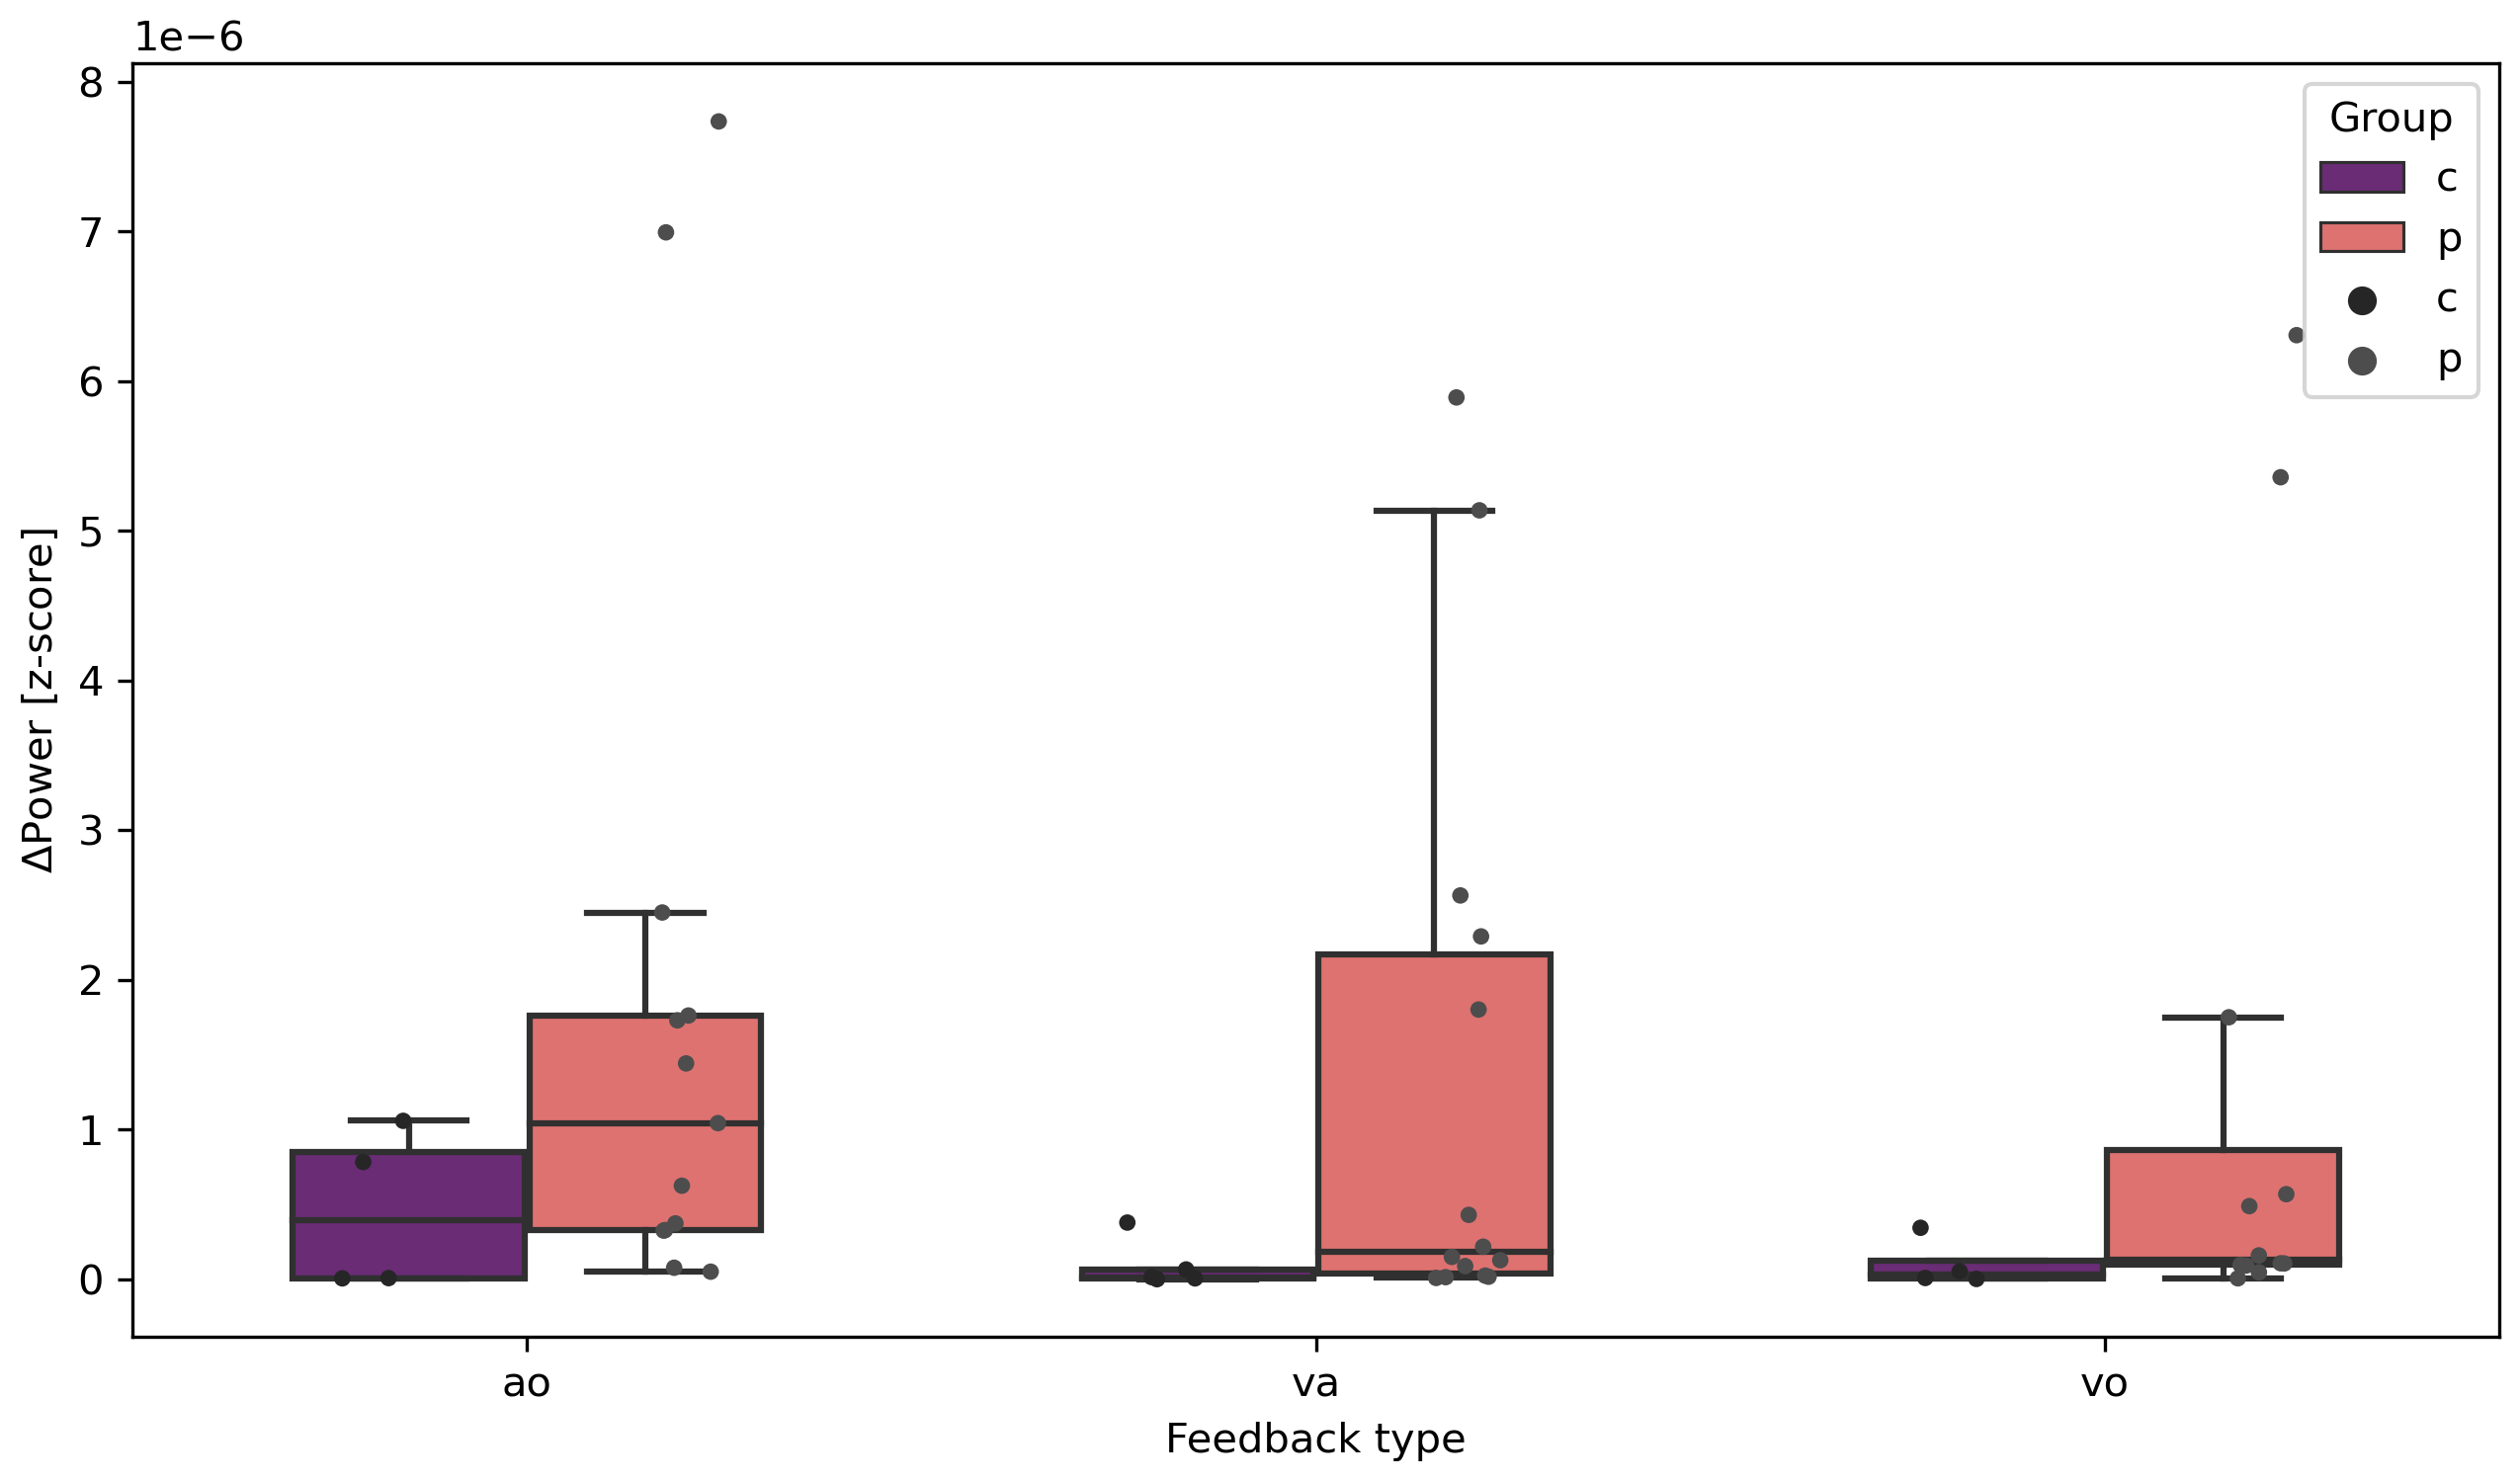 1e−6
8
7
6
5
4
3
2
1
0
ΔPower [z-score]
Group
c
p
c
p
ao
va
vo
Feedback type